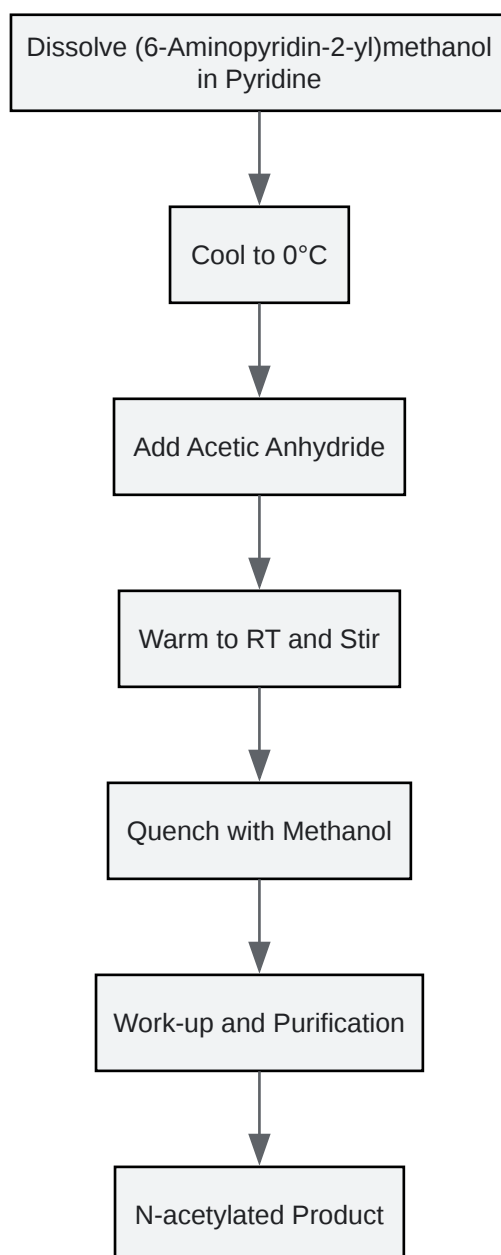 Dissolve (6-Aminopyridin-2-yl)methanol
in Pyridine
Cool to 0°C
Add Acetic Anhydride
Warm to RT and Stir
Quench with Methanol
Work-up and Purification
N-acetylated Product